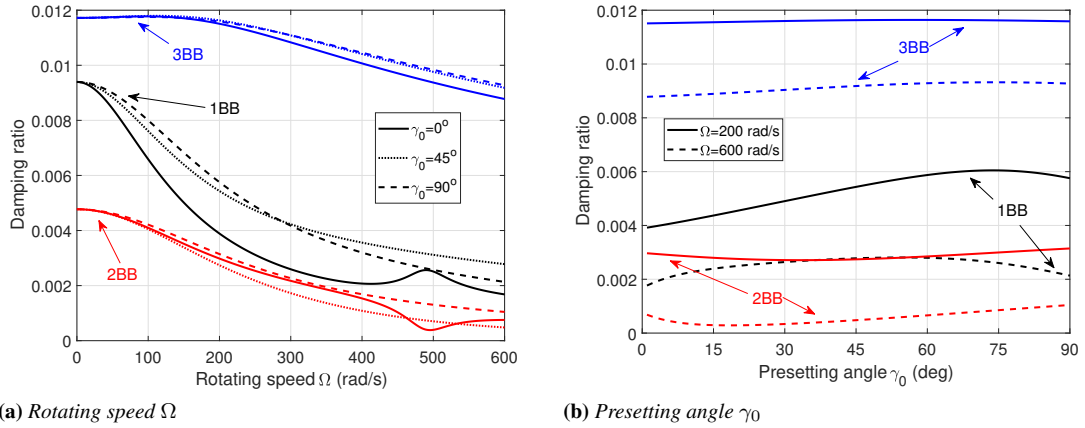 0.012
0.01
0.008
0.006
0.004
0.002
0
Damping ratio
3BB
1BB
2BB
γ₀=0°
γ₀=45°
γ₀=90°
0 100 200 300 400 500 600
Rotating speed Ω (rad/s)
(a) Rotating speed Ω
0.012
0.01
0.008
0.006
0.004
0.002
0
Damping ratio
3BB
Ω=200 rad/s
Ω=600 rad/s
1BB
2BB
0 15 30 45 60 75 90
Presetting angle γ₀ (deg)
(b) Presetting angle γ₀